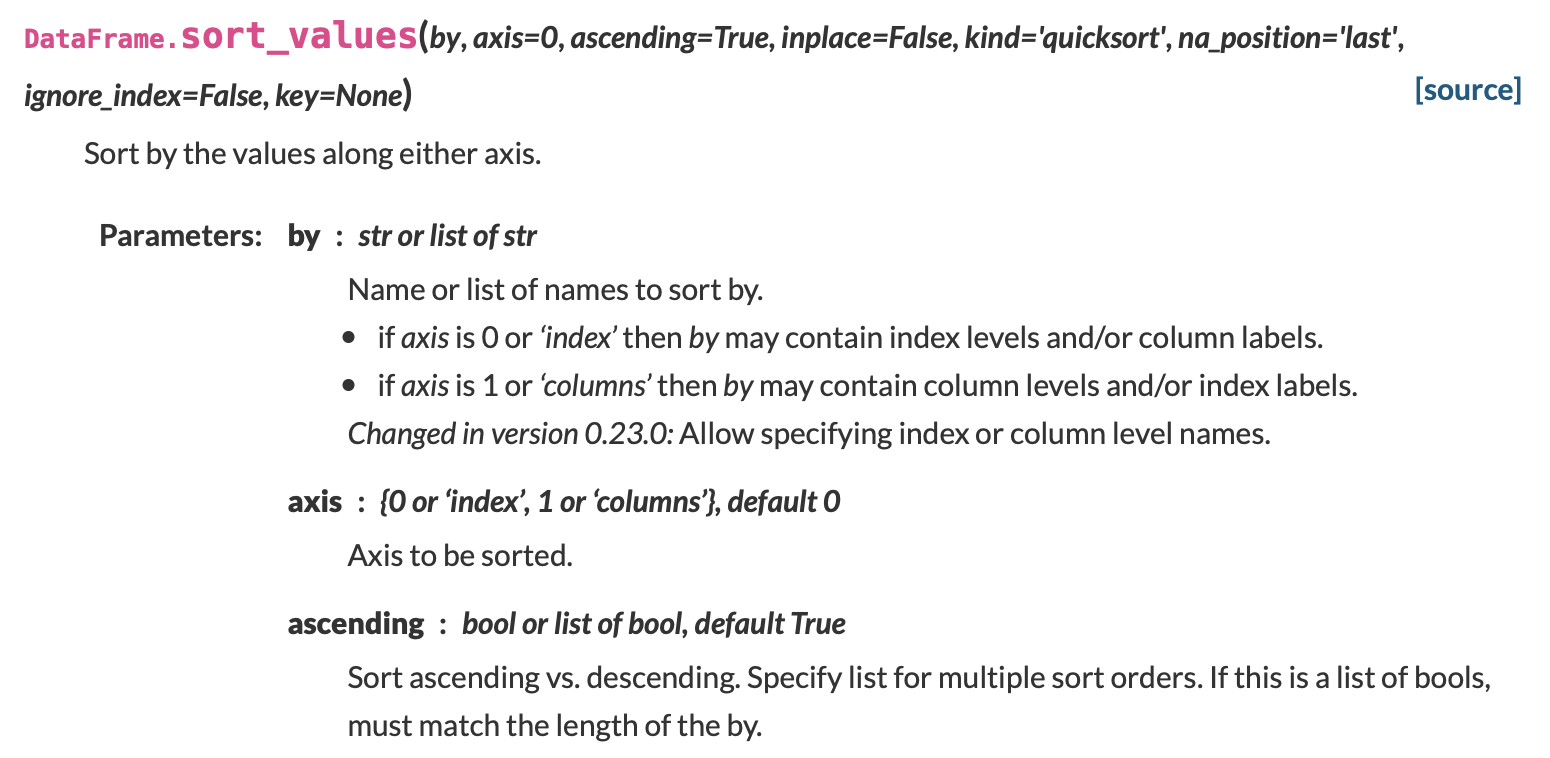 DataFrame.sort_values(by, axis=0, ascending=True, inplace=False, kind='quicksort', na_position='last',
ignore_index=False, key=None) [source]
Sort by the values along either axis.
Parameters: by : str or list of str
Name or list of names to sort by.
• if axis is 0 or ‘index’ then by may contain index levels and/or column labels.
• if axis is 1 or ‘columns’ then by may contain column levels and/or index labels.
Changed in version 0.23.0: Allow specifying index or column level names.
axis : {0 or ‘index’, 1 or ‘columns’}, default 0
Axis to be sorted.
ascending : bool or list of bool, default True
Sort ascending vs. descending. Specify list for multiple sort orders. If this is a list of bools,
must match the length of the by.